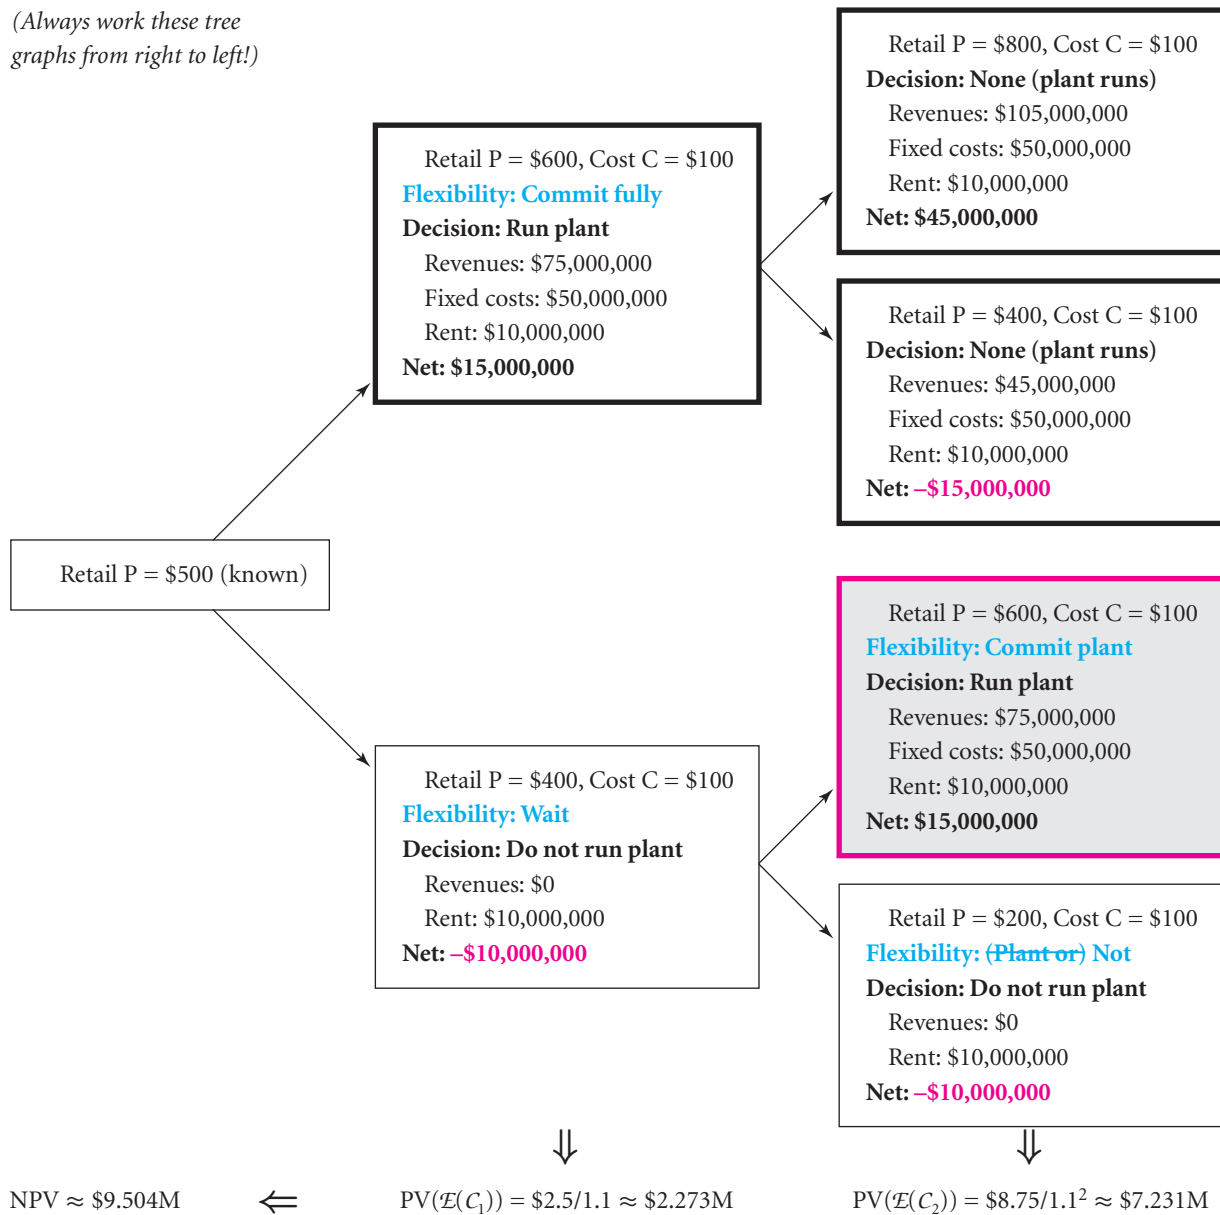 (Always work these tree
graphs from right to left!)
Retail P = $500 (known)
Retail P = $600, Cost C = $100
Flexibility: Commit fully
Decision: Run plant
Revenues: $75,000,000
Fixed costs: $50,000,000
Rent: $10,000,000
Net: $15,000,000
Retail P = $400, Cost C = $100
Flexibility: Wait
Decision: Do not run plant
Revenues: $0
Rent: $10,000,000
Net: –$10,000,000
Retail P = $800, Cost C = $100
Decision: None (plant runs)
Revenues: $105,000,000
Fixed costs: $50,000,000
Rent: $10,000,000
Net: $45,000,000
Retail P = $400, Cost C = $100
Decision: None (plant runs)
Revenues: $45,000,000
Fixed costs: $50,000,000
Rent: $10,000,000
Net: –$15,000,000
Retail P = $600, Cost C = $100
Flexibility: Commit plant
Decision: Run plant
Revenues: $75,000,000
Fixed costs: $50,000,000
Rent: $10,000,000
Net: $15,000,000
Retail P = $200, Cost C = $100
Flexibility: (Plant or) Not
Decision: Do not run plant
Revenues: $0
Rent: $10,000,000
Net: –$10,000,000
⇓ ⇓
NPV ≈ $9.504M ⇐ PV(ℰ(C₁)) = $2.5/1.1 ≈ $2.273M PV(ℰ(C₂)) = $8.75/1.1² ≈ $7.231M